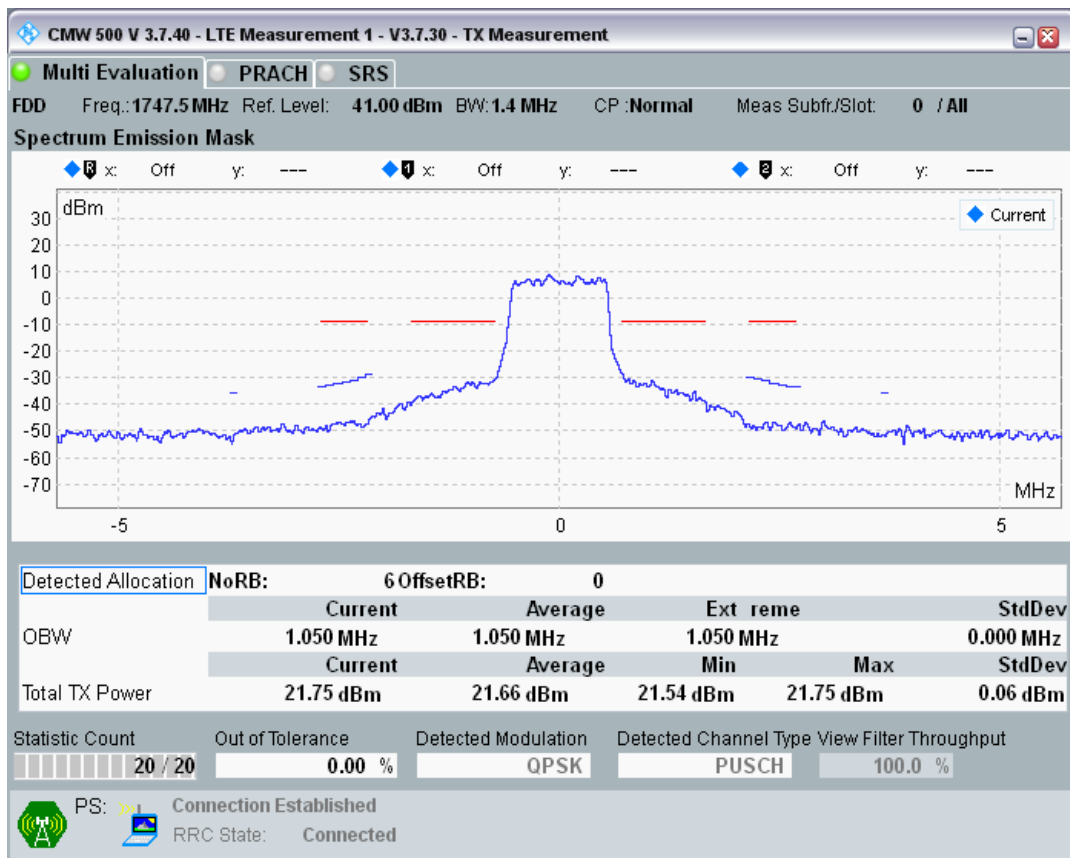 CMW 500 V 3.7.40 - LTE Measurement 1 - V3.7.30 - TX Measurement
Multi Evaluation PRACH SRS
FDD Freq.: 1747.5 MHz Ref. Level: 41.00 dBm BW: 1.4 MHz CP :Normal Meas Subfr./Slot: 0 / All
Spectrum Emission Mask
R x: Off y: --- 1 x: Off y: --- 2 x: Off y: ---
dBm
Current
30
20
10
0
-10
-20
-30
-40
-50
-60
-70
MHz
-5 0 5
Detected Allocation NoRB: 6 OffsetRB: 0
Current Average Ext reme StdDev
OBW 1.050 MHz 1.050 MHz 1.050 MHz 0.000 MHz
Current Average Min Max StdDev
Total TX Power 21.75 dBm 21.66 dBm 21.54 dBm 21.75 dBm 0.06 dBm
Statistic Count Out of Tolerance Detected Modulation Detected Channel Type View Filter Throughput
20 / 20 0.00 % QPSK PUSCH 100.0 %
PS: Connection Established
RRC State: Connected